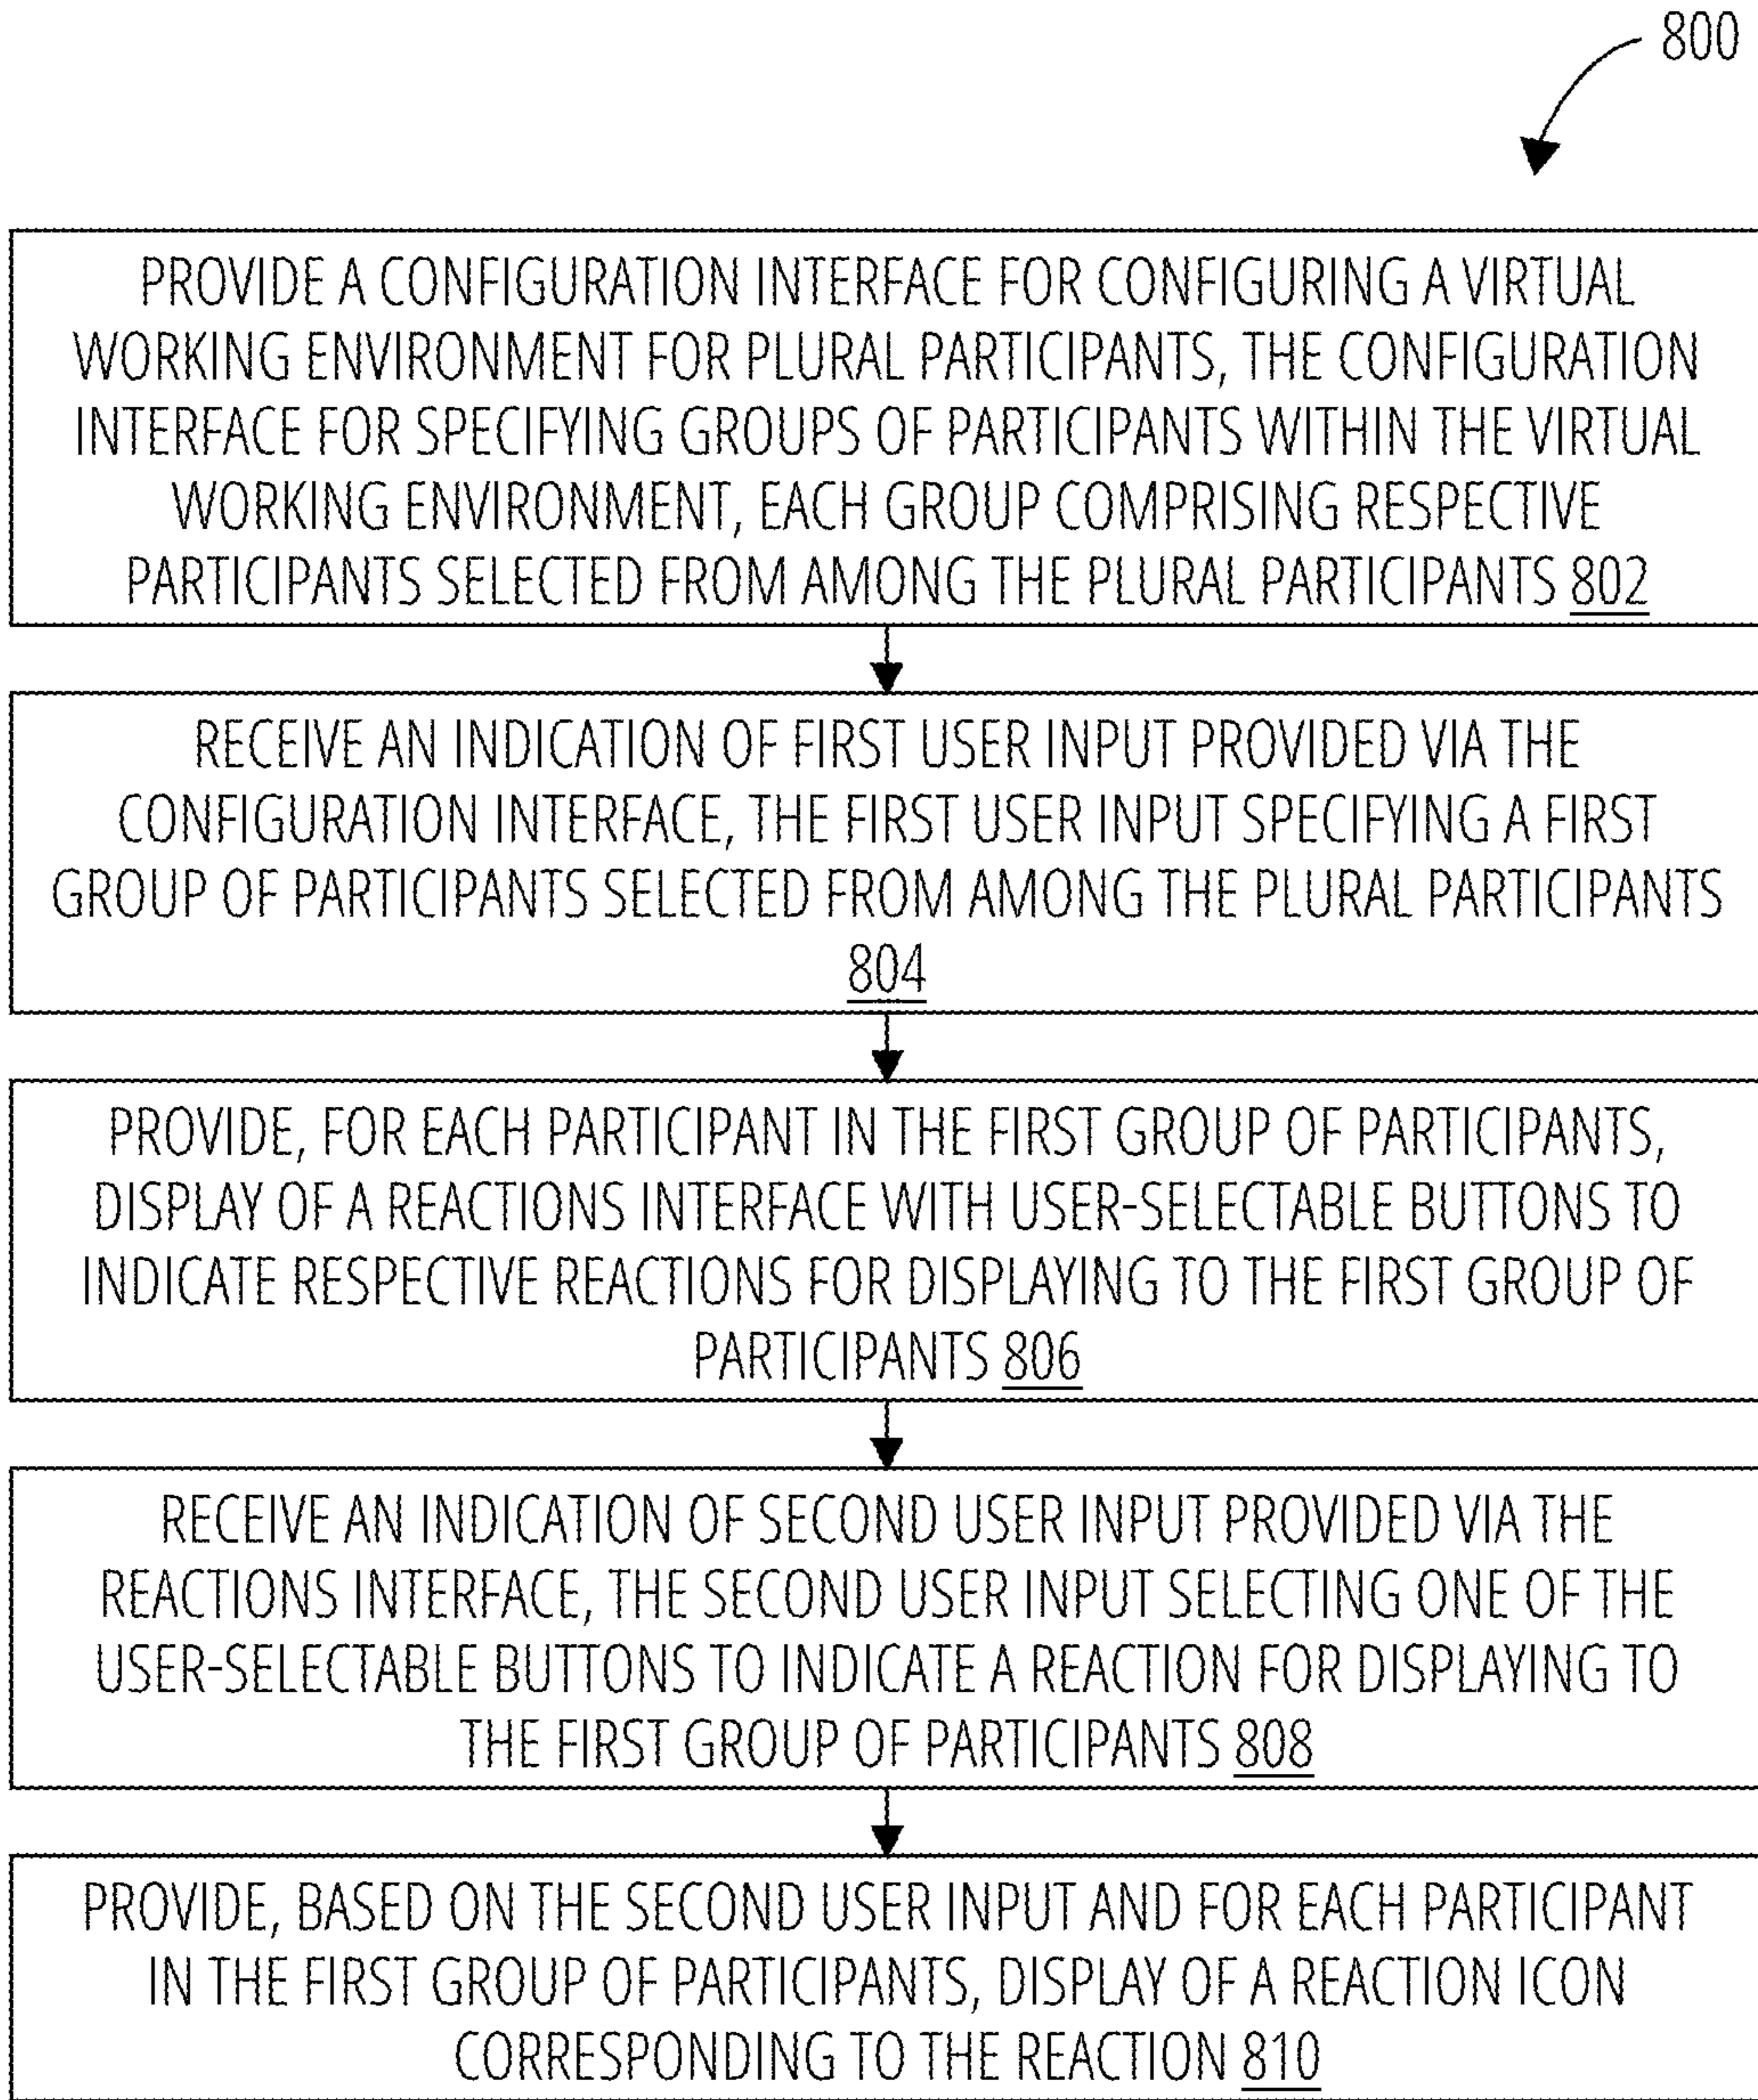 800
PROVIDE A CONFIGURATION INTERFACE FOR CONFIGURING A VIRTUAL
WORKING ENVIRONMENT FOR PLURAL PARTICIPANTS, THE CONFIGURATION
INTERFACE FOR SPECIFYING GROUPS OF PARTICIPANTS WITHIN THE VIRTUAL
WORKING ENVIRONMENT, EACH GROUP COMPRISING RESPECTIVE
PARTICIPANTS SELECTED FROM AMONG THE PLURAL PARTICIPANTS 802
RECEIVE AN INDICATION OF FIRST USER INPUT PROVIDED VIA THE
CONFIGURATION INTERFACE, THE FIRST USER INPUT SPECIFYING A FIRST
GROUP OF PARTICIPANTS SELECTED FROM AMONG THE PLURAL PARTICIPANTS
804
PROVIDE, FOR EACH PARTICIPANT IN THE FIRST GROUP OF PARTICIPANTS,
DISPLAY OF A REACTIONS INTERFACE WITH USER-SELECTABLE BUTTONS TO
INDICATE RESPECTIVE REACTIONS FOR DISPLAYING TO THE FIRST GROUP OF
PARTICIPANTS 806
RECEIVE AN INDICATION OF SECOND USER INPUT PROVIDED VIA THE
REACTIONS INTERFACE, THE SECOND USER INPUT SELECTING ONE OF THE
USER-SELECTABLE BUTTONS TO INDICATE A REACTION FOR DISPLAYING TO
THE FIRST GROUP OF PARTICIPANTS 808
PROVIDE, BASED ON THE SECOND USER INPUT AND FOR EACH PARTICIPANT
IN THE FIRST GROUP OF PARTICIPANTS, DISPLAY OF A REACTION ICON
CORRESPONDING TO THE REACTION 810